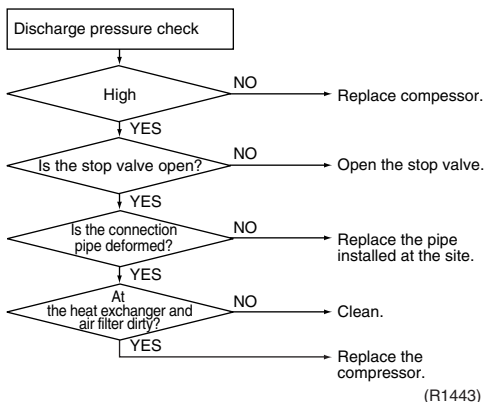 Discharge pressure check
High
NO
Replace compessor.
YES
Is the stop valve open?
NO
Open the stop valve.
YES
Is the connection
pipe deformed?
NO
Replace the pipe
installed at the site.
YES
At
the heat exchanger and
air filter dirty?
NO
Clean.
YES
Replace the
compressor.
(R1443)